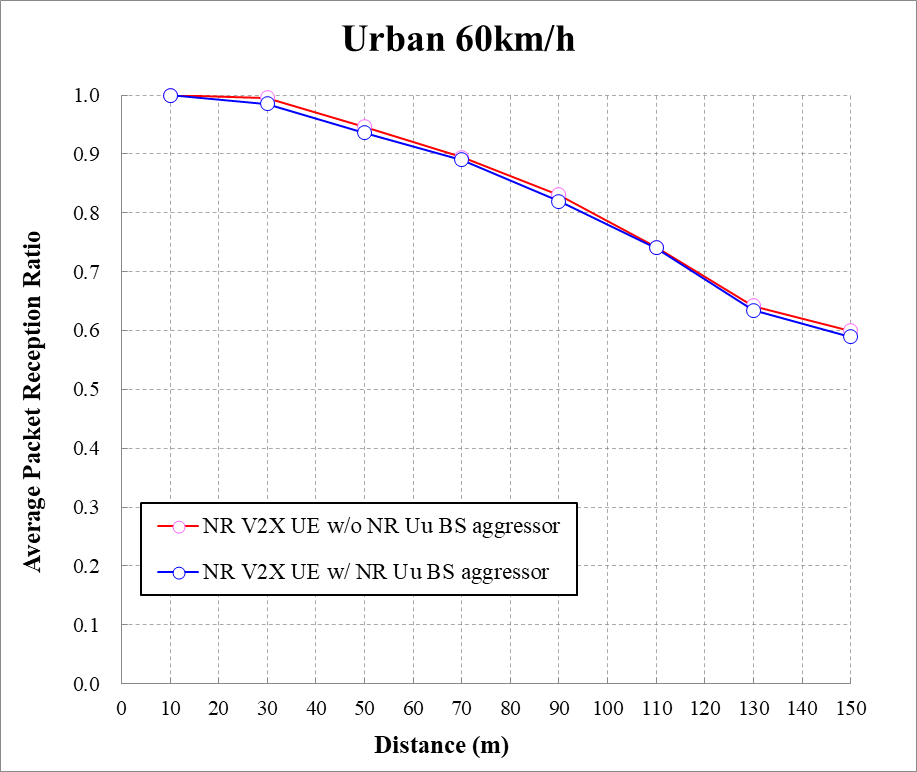 Urban 60km/h
Average Packet Reception Ratio
1.0
0.9
0.8
0.7
0.6
0.5
0.4
0.3
0.2
0.1
0.0
NR V2X UE w/o NR Uu BS aggressor
NR V2X UE w/ NR Uu BS aggressor
0 10 30 40 50 60 70 80 90 100 110 120 130 140 150
Distance (m)